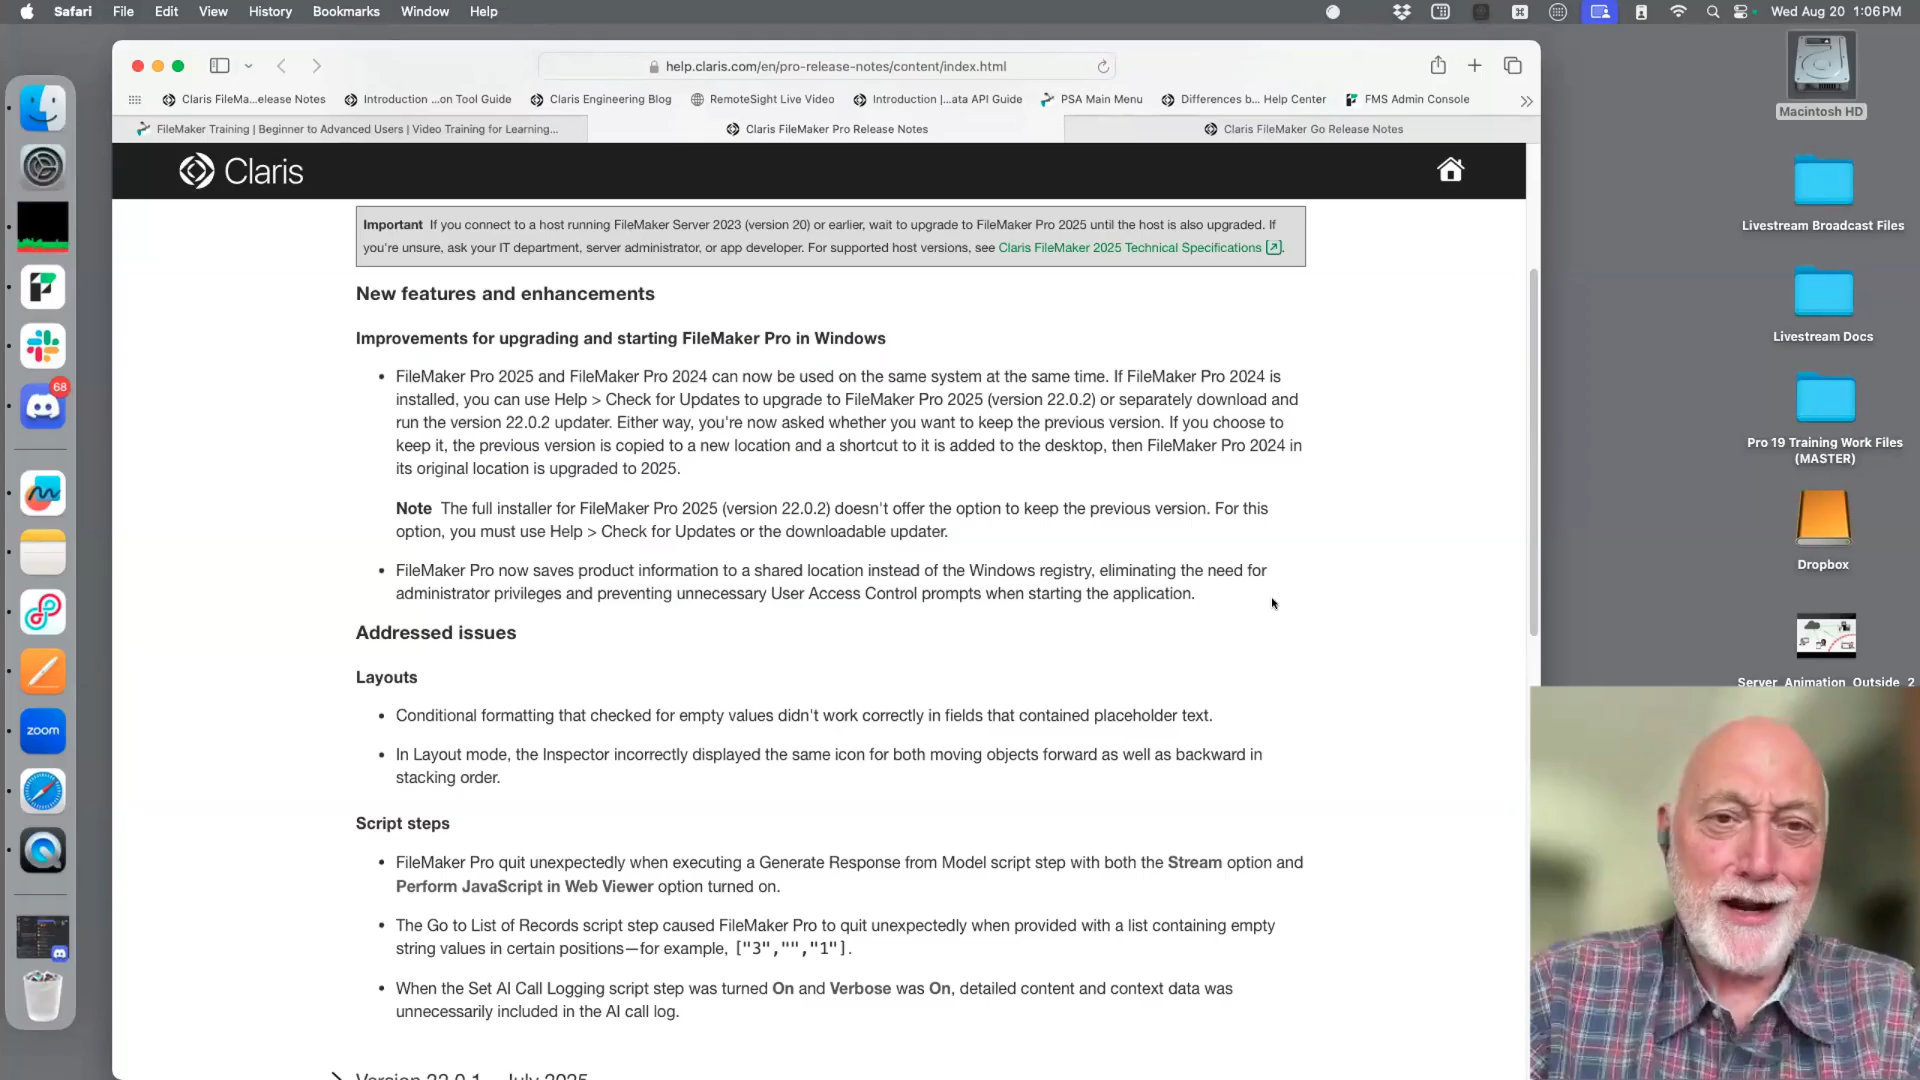 Safari File Edit View History Bookmarks Window Help Wed Aug 20 1:06 PM
help.claris.com/en/pro-release-notes/content/index.html
Claris FileMa...elease Notes Introduction ...on Tool Guide Claris Engineering Blog RemoteSight Live Video Introduction |...ata API Guide PSA Main Menu Differences b... Help Center FMS Admin Console
FileMaker Training | Beginner to Advanced Users | Video Training for Learning... Claris FileMaker Pro Release Notes Claris FileMaker Go Release Notes
Claris
Important If you connect to a host running FileMaker Server 2023 (version 20) or earlier, wait to upgrade to FileMaker Pro 2025 until the host is also upgraded. If
you're unsure, ask your IT department, server administrator, or app developer. For supported host versions, see Claris FileMaker 2025 Technical Specifications.
New features and enhancements
Improvements for upgrading and starting FileMaker Pro in Windows
• FileMaker Pro 2025 and FileMaker Pro 2024 can now be used on the same system at the same time. If FileMaker Pro 2024 is
installed, you can use Help > Check for Updates to upgrade to FileMaker Pro 2025 (version 22.0.2) or separately download and
run the version 22.0.2 updater. Either way, you're now asked whether you want to keep the previous version. If you choose to
keep it, the previous version is copied to a new location and a shortcut to it is added to the desktop, then FileMaker Pro 2024 in
its original location is upgraded to 2025.
Note The full installer for FileMaker Pro 2025 (version 22.0.2) doesn't offer the option to keep the previous version. For this
option, you must use Help > Check for Updates or the downloadable updater.
• FileMaker Pro now saves product information to a shared location instead of the Windows registry, eliminating the need for
administrator privileges and preventing unnecessary User Access Control prompts when starting the application.
Addressed issues
Layouts
• Conditional formatting that checked for empty values didn't work correctly in fields that contained placeholder text.
• In Layout mode, the Inspector incorrectly displayed the same icon for both moving objects forward as well as backward in
stacking order.
Script steps
• FileMaker Pro quit unexpectedly when executing a Generate Response from Model script step with both the Stream option and
Perform JavaScript in Web Viewer option turned on.
• The Go to List of Records script step caused FileMaker Pro to quit unexpectedly when provided with a list containing empty
string values in certain positions—for example, ["3","","1"].
• When the Set AI Call Logging script step was turned On and Verbose was On, detailed content and context data was
unnecessarily included in the AI call log.
Version 22.0.1 – July 2025
68
zoom
Macintosh HD
Livestream Broadcast Files
Livestream Docs
Pro 19 Training Work Files
(MASTER)
Dropbox
Server_Animation_Outside_2